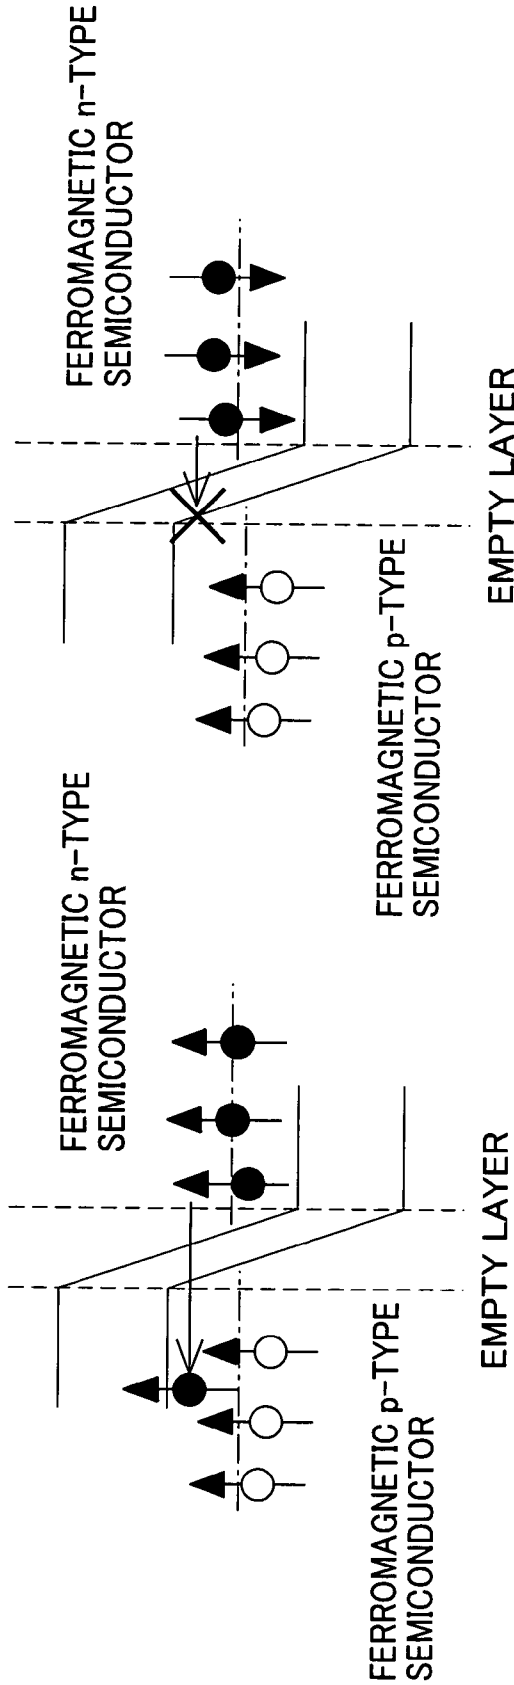 FERROMAGNETIC n-TYPE
SEMICONDUCTOR
FERROMAGNETIC p-TYPE
SEMICONDUCTOR
EMPTY LAYER
FERROMAGNETIC n-TYPE
SEMICONDUCTOR
FERROMAGNETIC p-TYPE
SEMICONDUCTOR
EMPTY LAYER